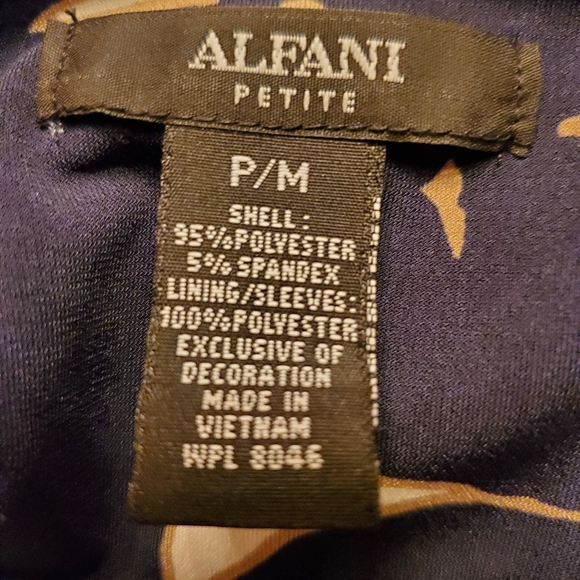 ALFANI
PETITE
P/M
SHELL:
95%POLYESTER
5% SPANDEX
LINING/SLEEVES:
100%POLYESTER
EXCLUSIVE OF
DECORATION
MADE IN
VIETNAM
WPL 8046